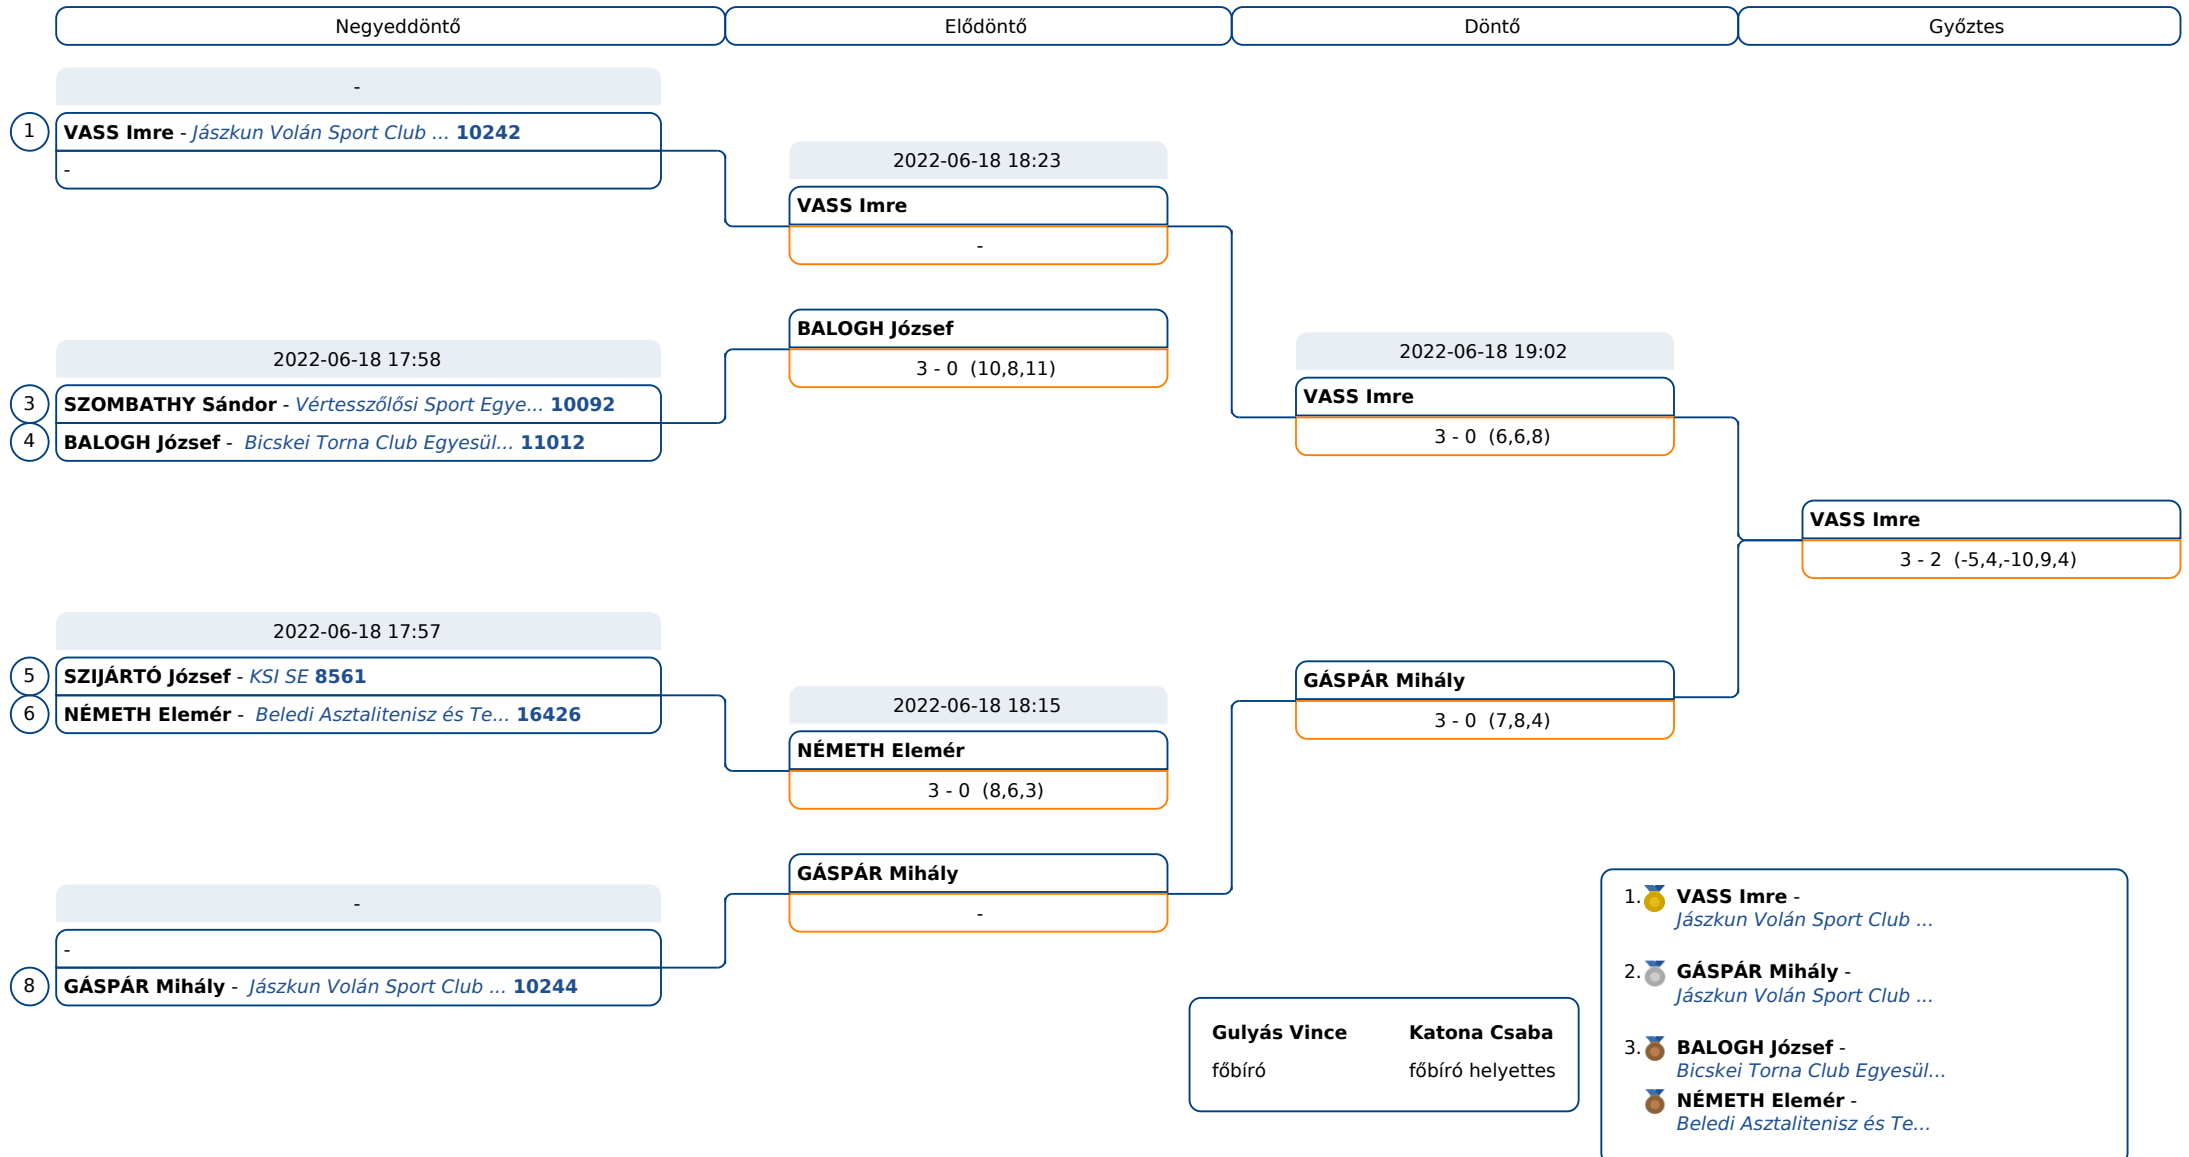 Negyeddöntő
Elődöntő
Döntő
Győztes
-
1
VASS Imre - Jászkun Volán Sport Club ... 10242
-
2022-06-18 17:58
3
SZOMBATHY Sándor - Vértesszőlősi Sport Egye... 10092
4
BALOGH József - Bicskei Torna Club Egyesül... 11012
2022-06-18 17:57
5
SZIJÁRTÓ József - KSI SE 8561
6
NÉMETH Elemér - Beledi Asztalitenisz és Te... 16426
-
-
8
GÁSPÁR Mihály - Jászkun Volán Sport Club ... 10244
2022-06-18 18:23
VASS Imre
-
BALOGH József
3 - 0 (10,8,11)
2022-06-18 18:15
NÉMETH Elemér
3 - 0 (8,6,3)
GÁSPÁR Mihály
-
2022-06-18 19:02
VASS Imre
3 - 0 (6,6,8)
GÁSPÁR Mihály
3 - 0 (7,8,4)
VASS Imre
3 - 2 (-5,4,-10,9,4)
Gulyás Vince
főbíró
Katona Csaba
főbíró helyettes
1. VASS Imre -
Jászkun Volán Sport Club ...
2. GÁSPÁR Mihály -
Jászkun Volán Sport Club ...
3. BALOGH József -
Bicskei Torna Club Egyesül...
NÉMETH Elemér -
Beledi Asztalitenisz és Te...